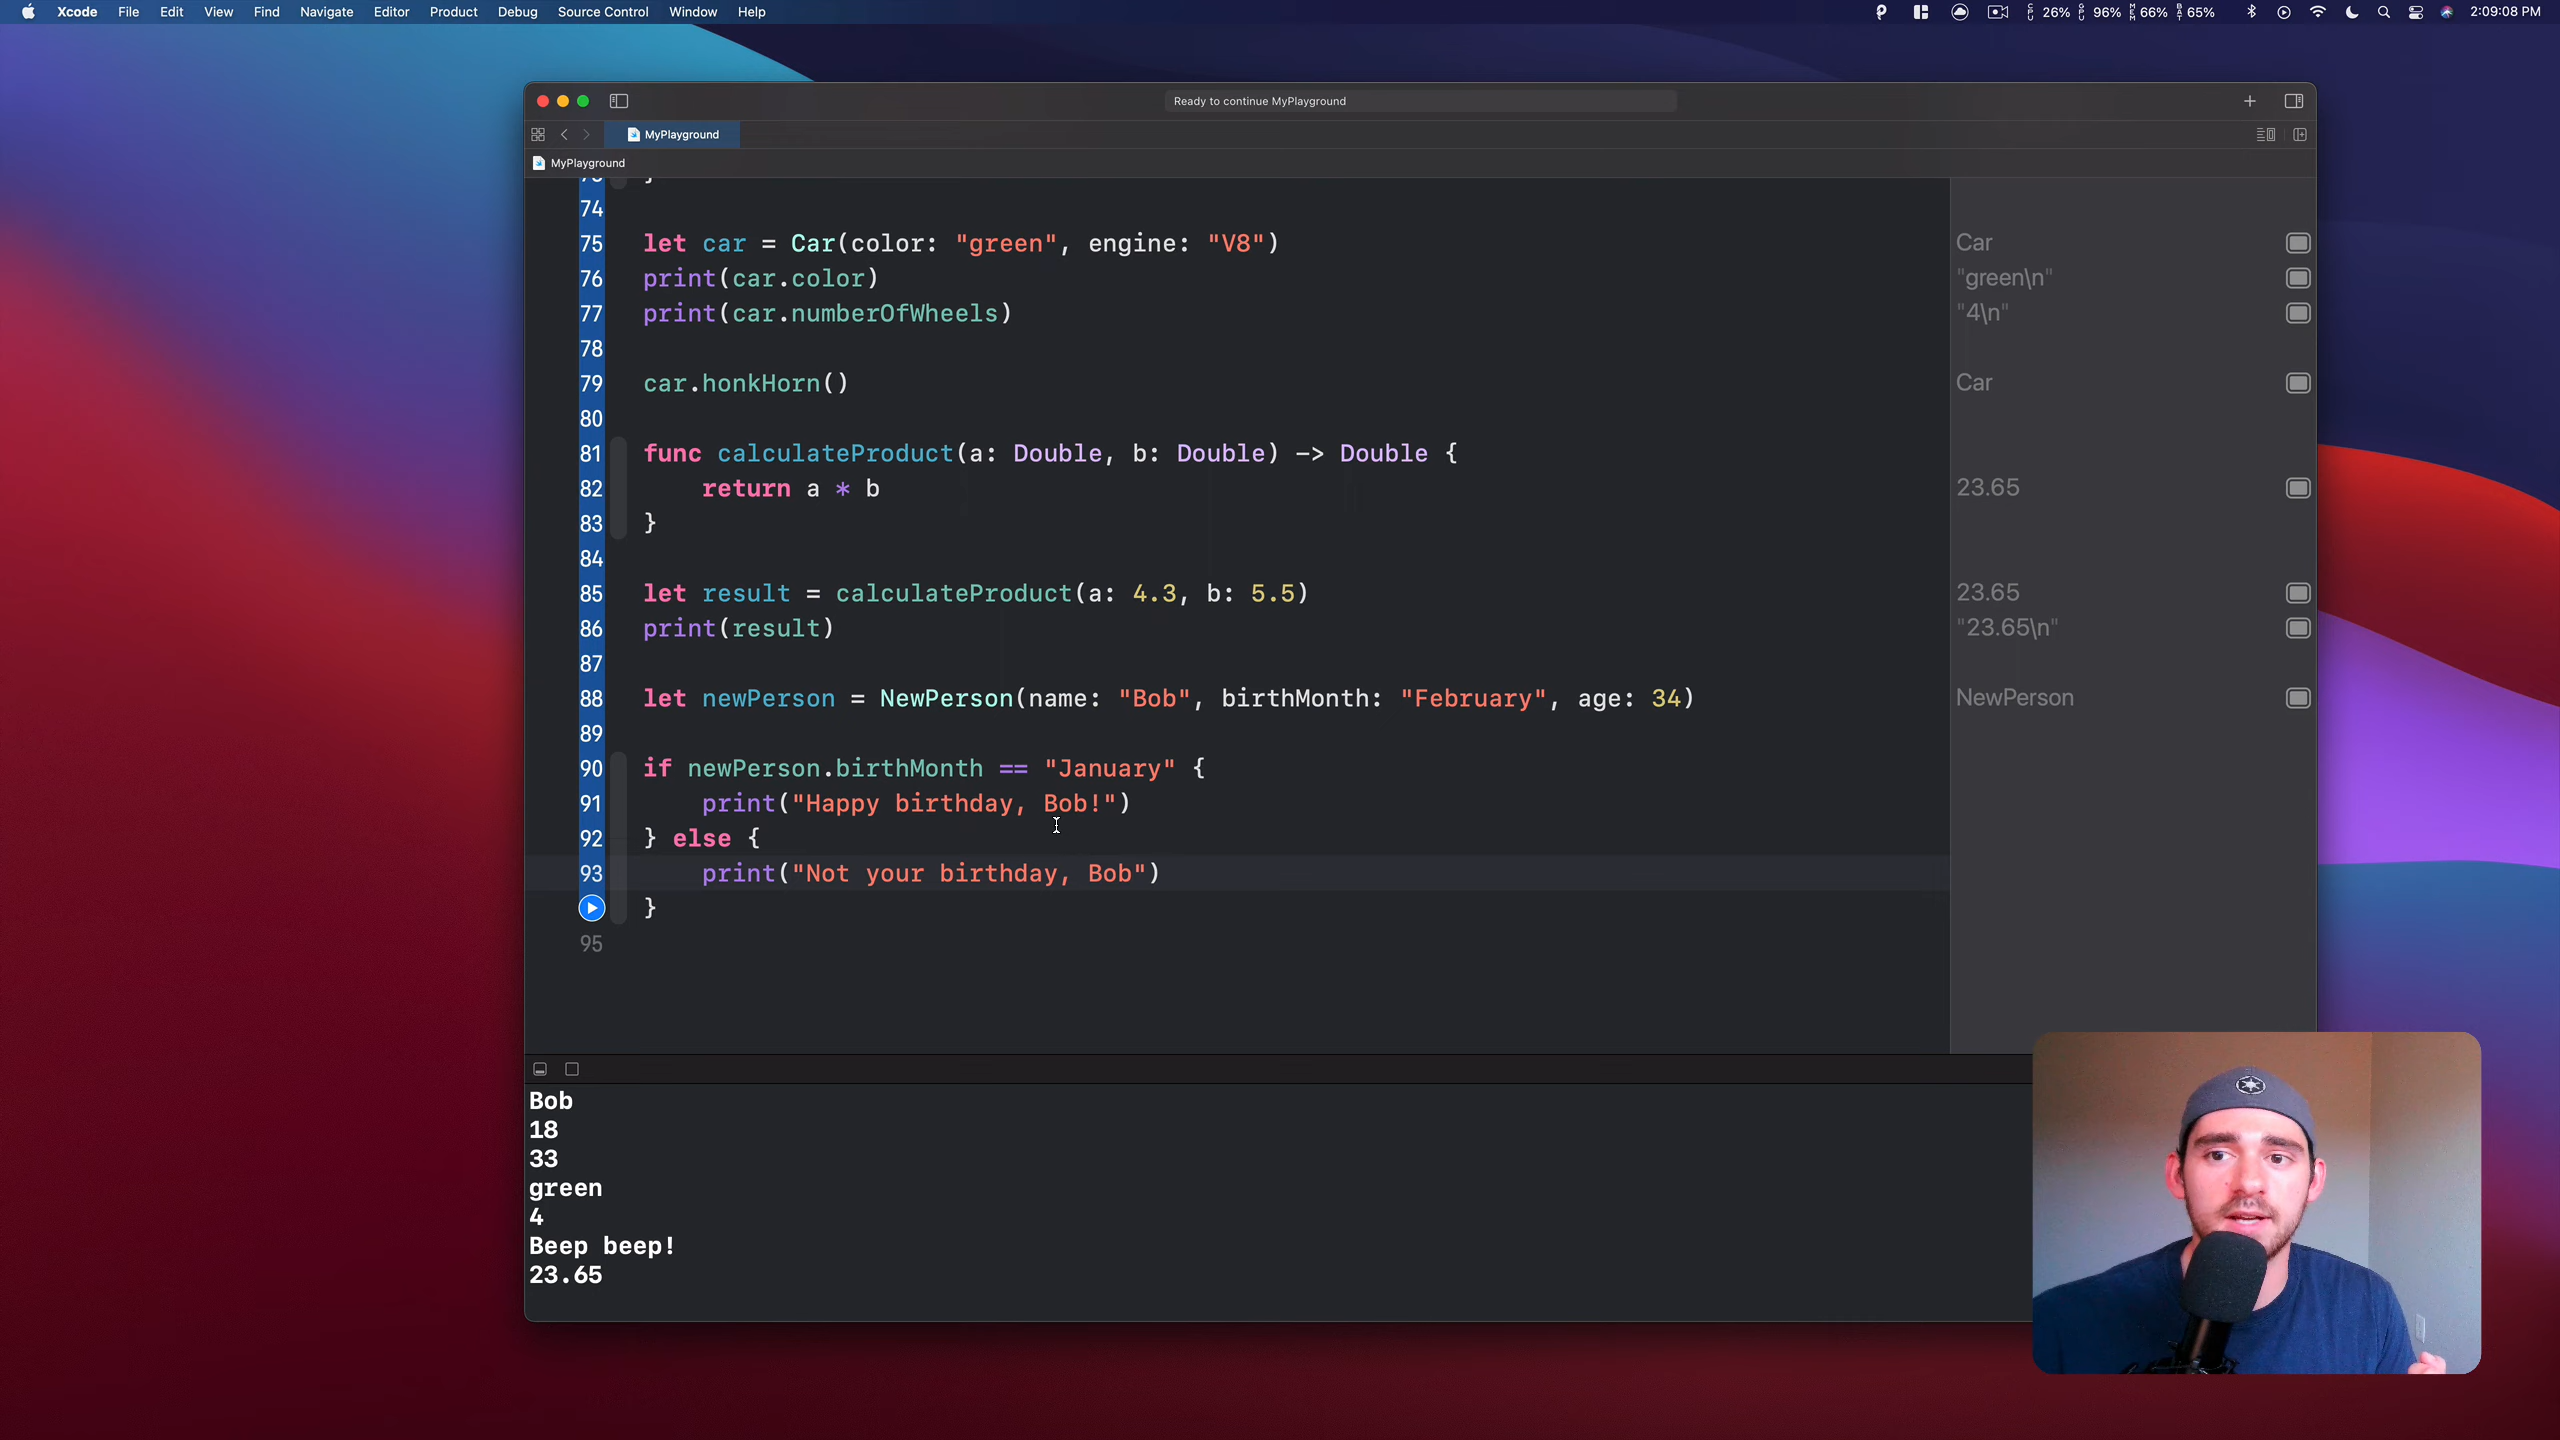 Xcode File Edit View Find Navigate Editor Product Debug Source Control Window Help
26% 96% 66% 65% 2:09:08 PM
Ready to continue MyPlayground
MyPlayground
MyPlayground
74
75 let car = Car(color: "green", engine: "V8") Car
76 print(car.color) "green\n"
77 print(car.numberOfWheels) "4\n"
78
79 car.honkHorn() Car
80
81 func calculateProduct(a: Double, b: Double) -> Double {
82 return a * b 23.65
83 }
84
85 let result = calculateProduct(a: 4.3, b: 5.5) 23.65
86 print(result) "23.65\n"
87
88 let newPerson = NewPerson(name: "Bob", birthMonth: "February", age: 34) NewPerson
89
90 if newPerson.birthMonth == "January" {
91 print("Happy birthday, Bob!")
92 } else {
93 print("Not your birthday, Bob")
}
95
Bob
18
33
green
4
Beep beep!
23.65